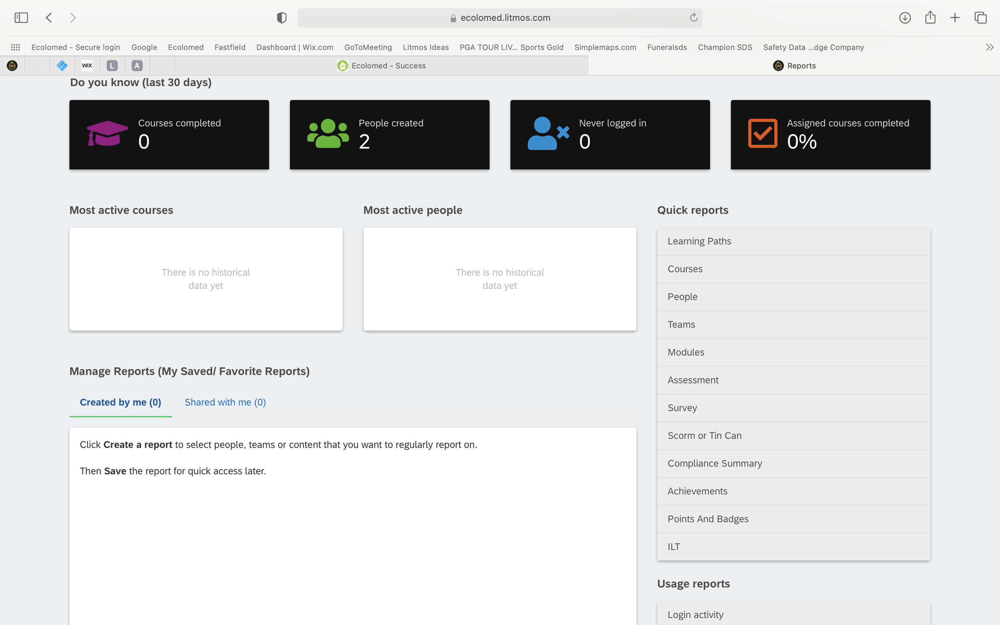 ecolomed.litmos.com
Ecolomed - Secure login Google Ecolomed Fastfield Dashboard | Wix.com GoToMeeting Litmos Ideas PGA TOUR LIV... Sports Gold Simplemaps.com Funeralsds Champion SDS Safety Data ...dge Company
WIX L A Ecolomed - Success Reports
Do you know (last 30 days)
Courses completed
0
People created
2
Never logged in
0
Assigned courses completed
0%
Most active courses
There is no historical
data yet
Most active people
There is no historical
data yet
Manage Reports (My Saved/ Favorite Reports)
Created by me (0) Shared with me (0)
Click Create a report to select people, teams or content that you want to regularly report on.
Then Save the report for quick access later.
Quick reports
Learning Paths
Courses
People
Teams
Modules
Assessment
Survey
Scorm or Tin Can
Compliance Summary
Achievements
Points And Badges
ILT
Usage reports
Login activity